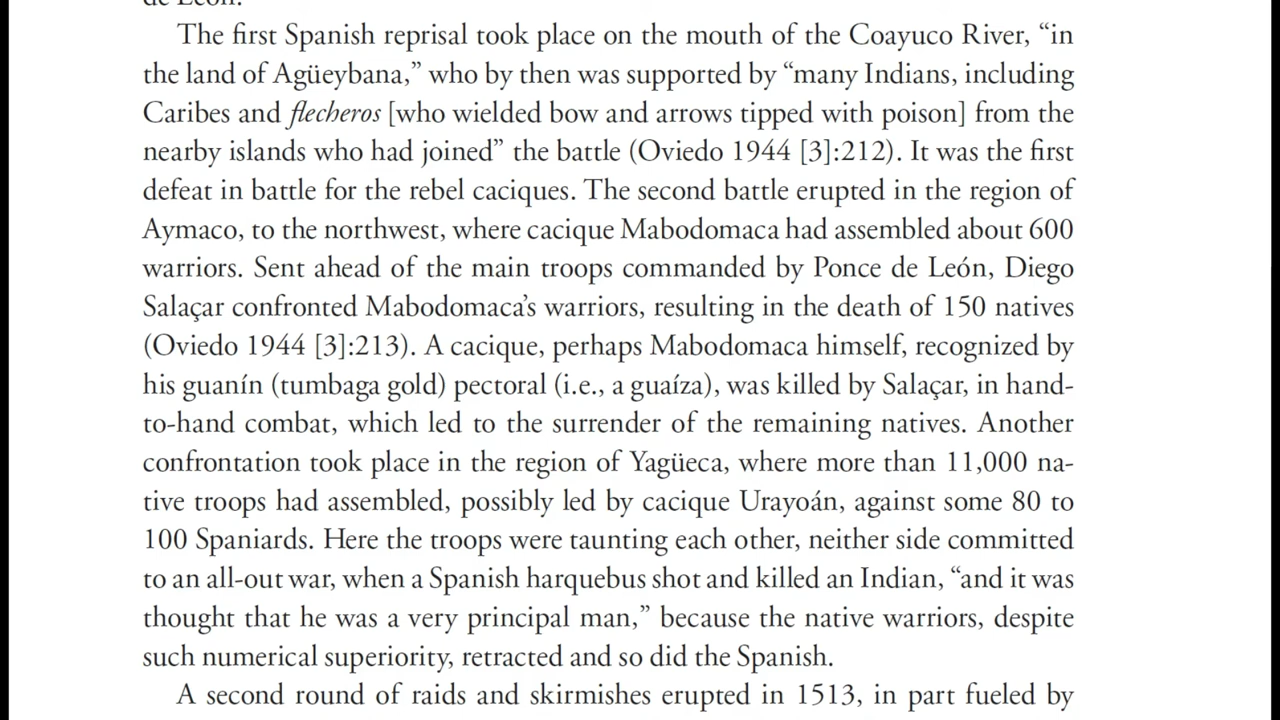 de León.
The first Spanish reprisal took place on the mouth of the Coayuco River, “in
the land of Agüeybana,” who by then was supported by “many Indians, including
Caribes and flecheros [who wielded bow and arrows tipped with poison] from the
nearby islands who had joined” the battle (Oviedo 1944 [3]:212). It was the first
defeat in battle for the rebel caciques. The second battle erupted in the region of
Aymaco, to the northwest, where cacique Mabodomaca had assembled about 600
warriors. Sent ahead of the main troops commanded by Ponce de León, Diego
Salaçar confronted Mabodomaca’s warriors, resulting in the death of 150 natives
(Oviedo 1944 [3]:213). A cacique, perhaps Mabodomaca himself, recognized by
his guanín (tumbaga gold) pectoral (i.e., a guaíza), was killed by Salaçar, in hand-
to-hand combat, which led to the surrender of the remaining natives. Another
confrontation took place in the region of Yagüeca, where more than 11,000 na-
tive troops had assembled, possibly led by cacique Urayoán, against some 80 to
100 Spaniards. Here the troops were taunting each other, neither side committed
to an all-out war, when a Spanish harquebus shot and killed an Indian, “and it was
thought that he was a very principal man,” because the native warriors, despite
such numerical superiority, retracted and so did the Spanish.
A second round of raids and skirmishes erupted in 1513, in part fueled by